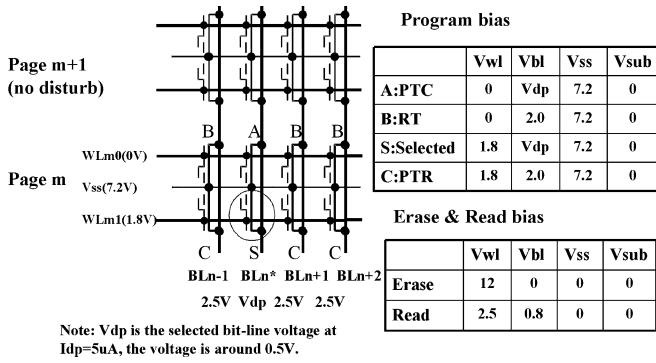 Program bias
Page m+1
(no disturb)
Vwl Vbl Vss Vsub
A:PTC 0 Vdp 7.2 0
B:RT 0 2.0 7.2 0
S:Selected 1.8 Vdp 7.2 0
C:PTR 1.8 2.0 7.2 0
B A B B
WLm0(0V)
Page m
Vss(7.2V)
WLm1(1.8V)
C S C C
Erase & Read bias
Vwl Vbl Vss Vsub
Erase 12 0 0 0
Read 2.5 0.8 0 0
BLn-1 BLn* BLn+1 BLn+2
2.5V Vdp 2.5V 2.5V
Note: Vdp is the selected bit-line voltage at
Idp=5uA, the voltage is around 0.5V.